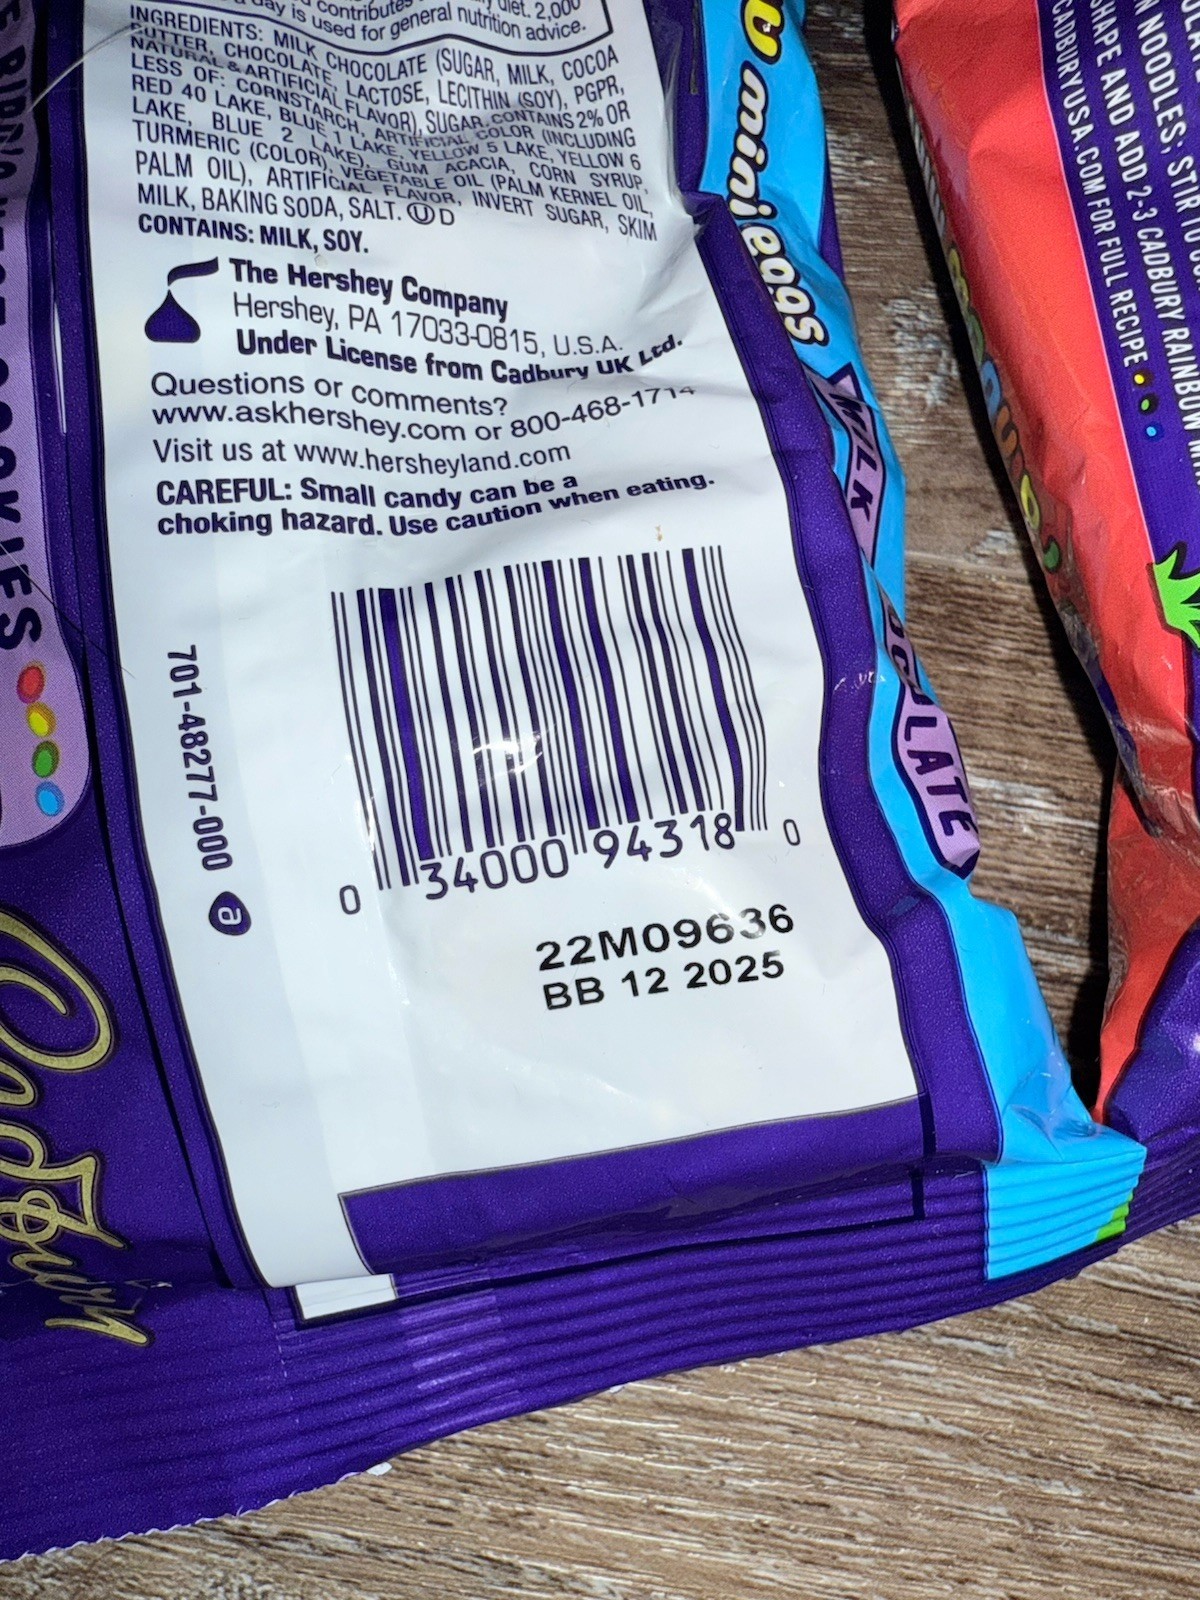 contributes
diet. 2,000
day is used for general nutrition advice.
INGREDIENTS: MILK CHOCOLATE (SUGAR, MILK, COCOA
BUTTER, CHOCOLATE, LACTOSE, LECITHIN (SOY), PGPR,
NATURAL & ARTIFICIAL FLAVOR), SUGAR. CONTAINS 2% OR
LESS OF: CORNSTARCH, ARTIFICIAL COLOR (INCLUDING
RED 40 LAKE, BLUE 1 LAKE, YELLOW 5 LAKE, YELLOW 6
LAKE, BLUE 2 LAKE), GUM ACACIA, CORN SYRUP,
TURMERIC (COLOR), VEGETABLE OIL (PALM KERNEL OIL,
PALM OIL), ARTIFICIAL FLAVOR, INVERT SUGAR, SKIM
MILK, BAKING SODA, SALT. U D
CONTAINS: MILK, SOY.
The Hershey Company
Hershey, PA 17033-0815, U.S.A.
Under License from Cadbury UK Ltd.
Questions or comments?
www.askhershey.com or 800-468-1714
Visit us at www.hersheyland.com
CAREFUL: Small candy can be a
choking hazard. Use caution when eating.
701-48277-000 a
0 34000 94318 0
22M09636
BB 12 2025
Cadbury
mini eggs
MILK
N NOODLES; STIR TO
SHAPE AND ADD 2-3 CADBURY RAINBOW
CADBURYUSA.COM FOR FULL RECIPE